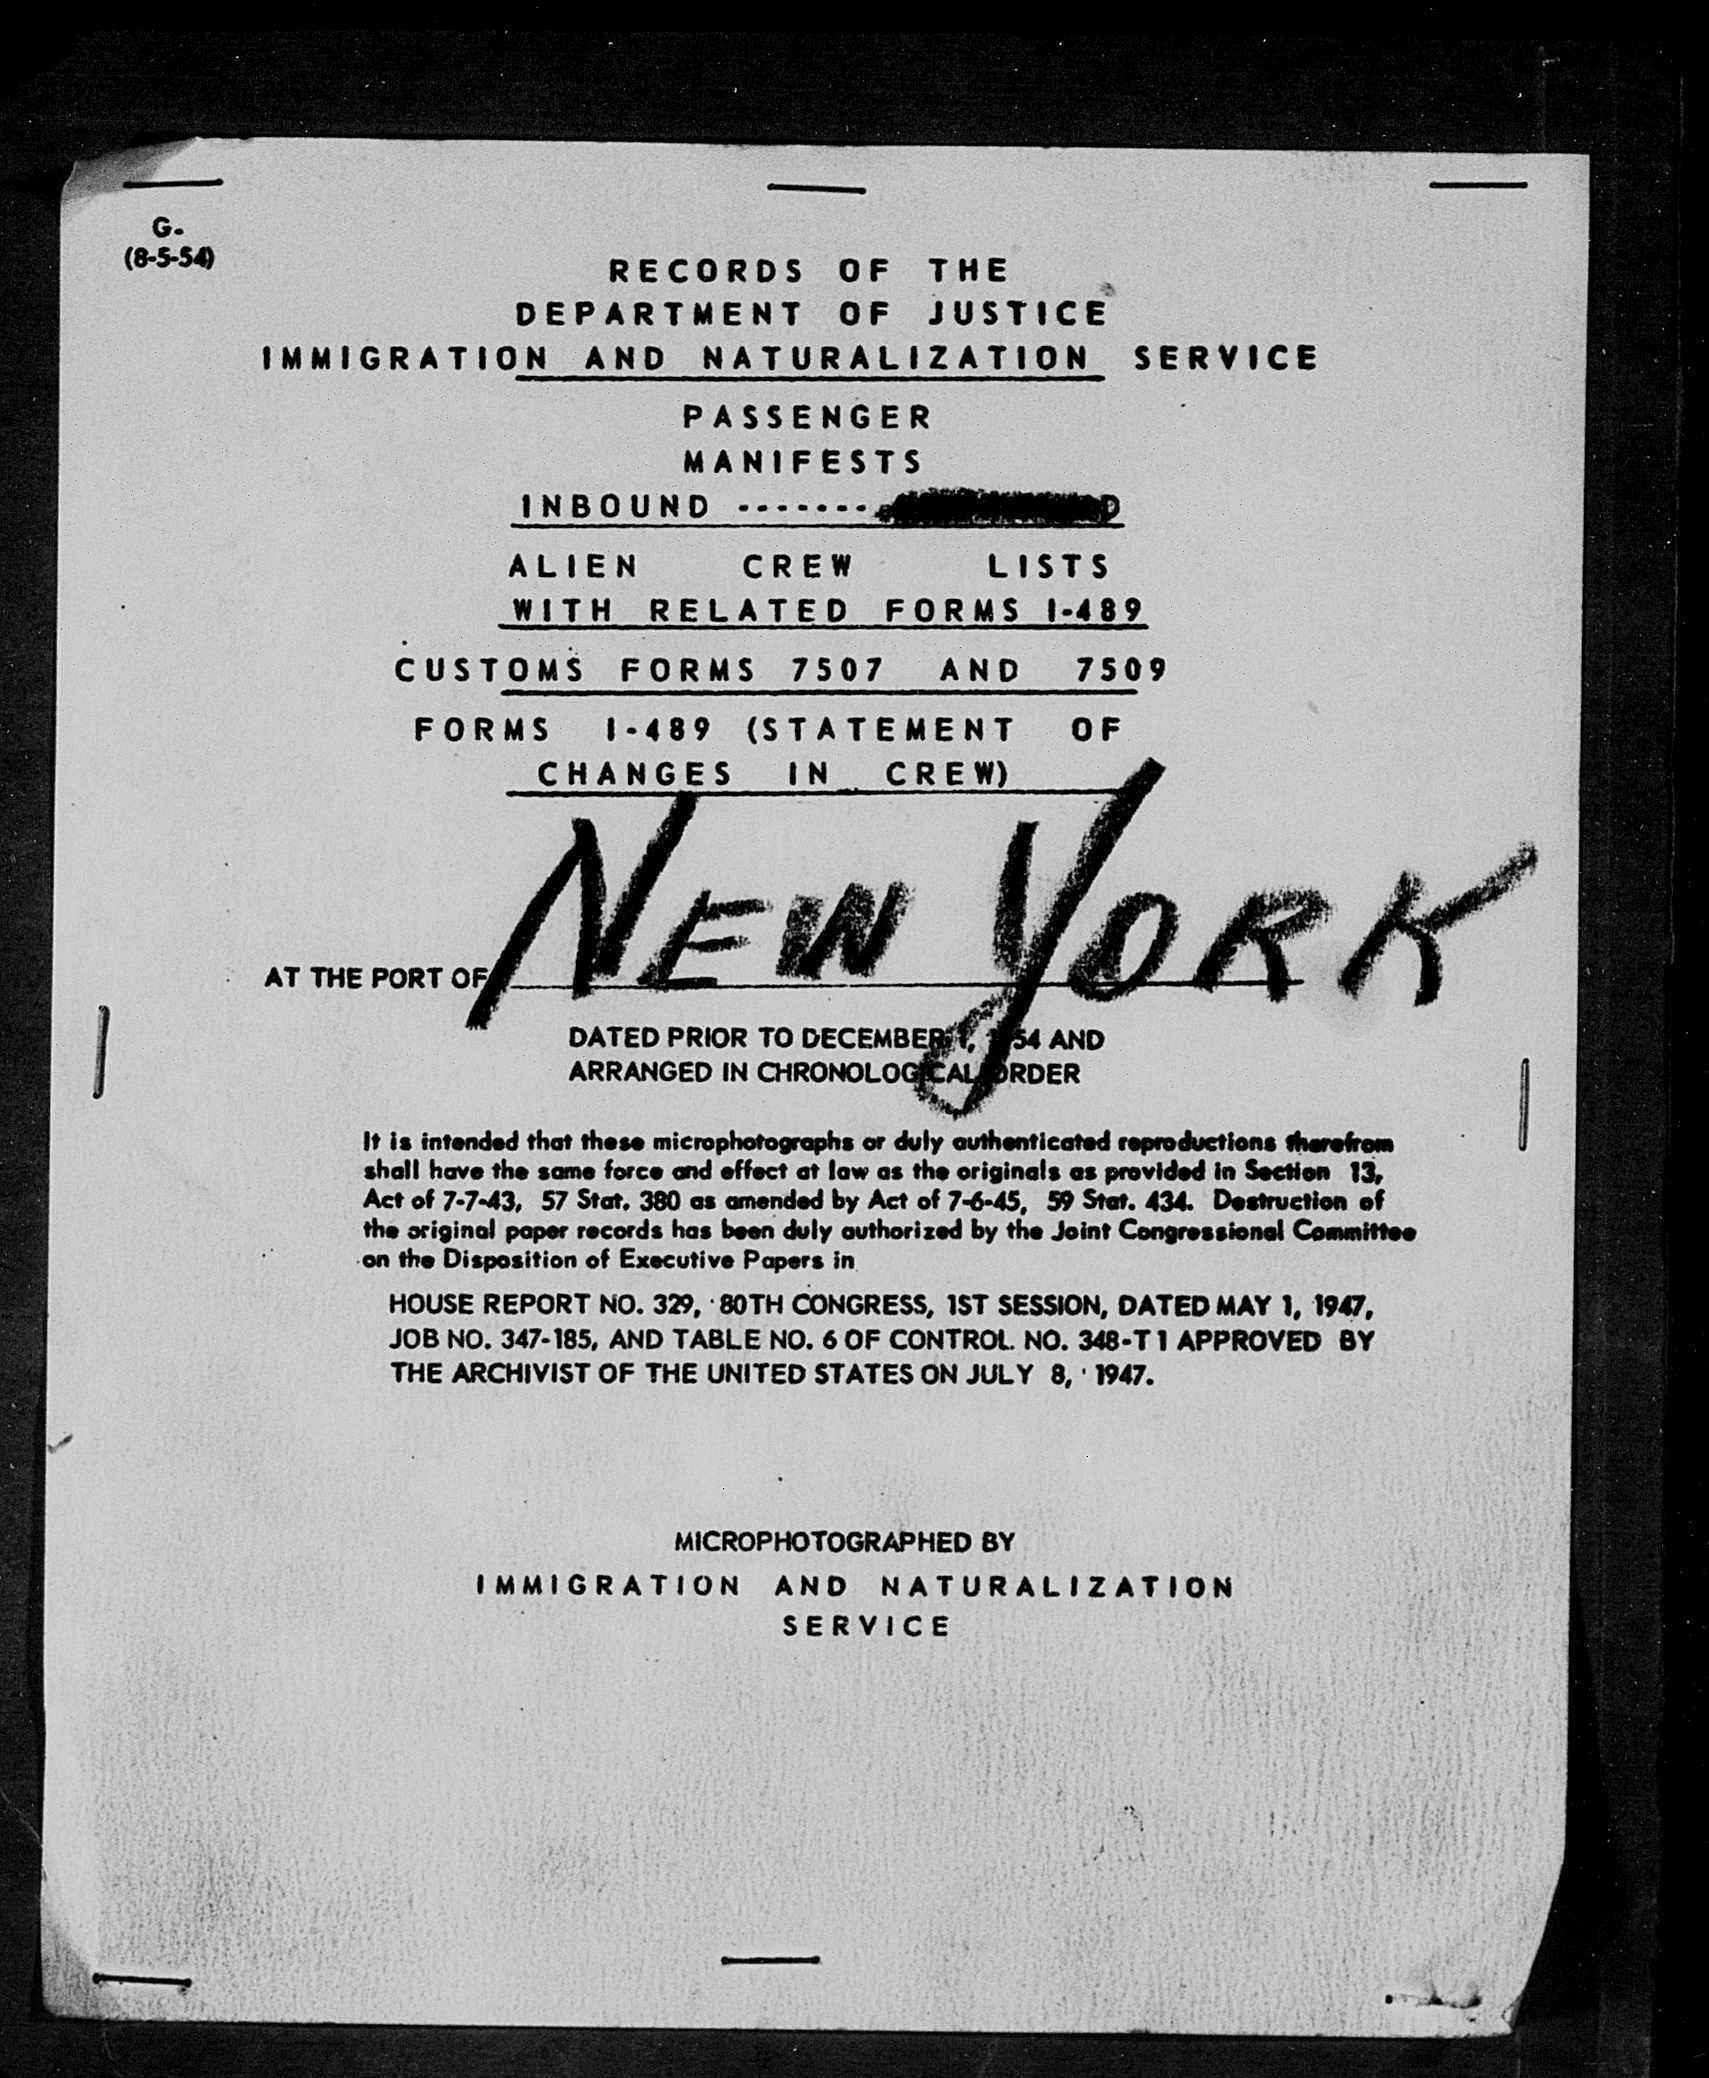 G.
(8-5-54)
RECORDS OF THE
DEPARTMENT OF JUSTICE
IMMIGRATION AND NATURALIZATION SERVICE
PASSENGER
MANIFESTS
INBOUND -------
ALIEN CREW LISTS
WITH RELATED FORMS I-489
CUSTOMS FORMS 7507 AND 7509
FORMS I-489 (STATEMENT OF
CHANGES IN CREW)
AT THE PORT OF NEW YORK
DATED PRIOR TO DECEMBER 1, 1954 AND
ARRANGED IN CHRONOLOGICAL ORDER
It is intended that these microphotographs or duly authenticated reproductions therefrom
shall have the same force and effect at law as the originals as provided in Section 13,
Act of 7-7-43, 57 Stat. 380 as amended by Act of 7-6-45, 59 Stat. 434. Destruction of
the original paper records has been duly authorized by the Joint Congressional Committee
on the Disposition of Executive Papers in
HOUSE REPORT NO. 329, 80TH CONGRESS, 1ST SESSION, DATED MAY 1, 1947,
JOB NO. 347-185, AND TABLE NO. 6 OF CONTROL NO. 348-T1 APPROVED BY
THE ARCHIVIST OF THE UNITED STATES ON JULY 8, 1947.
MICROPHOTOGRAPHED BY
IMMIGRATION AND NATURALIZATION
SERVICE